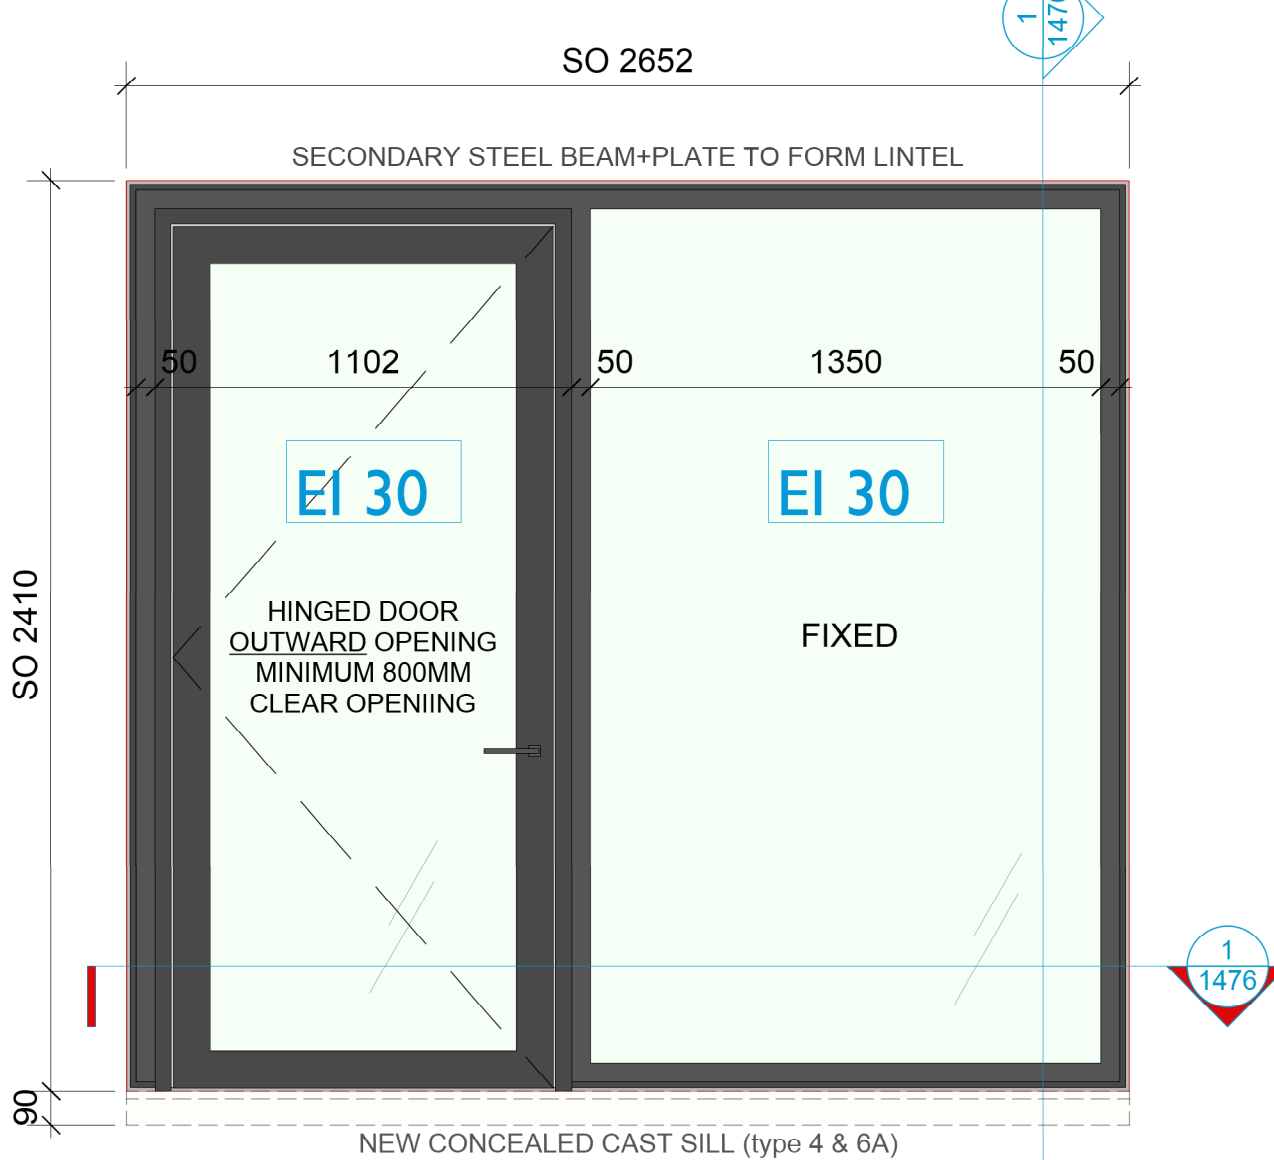 1
1476
SO 2652
SECONDARY STEEL BEAM+PLATE TO FORM LINTEL
50
1102
50
1350
50
EI 30
EI 30
SO 2410
HINGED DOOR
OUTWARD OPENING
MINIMUM 800MM
CLEAR OPENIING
FIXED
1
1476
90
NEW CONCEALED CAST SILL (type 4 & 6A)